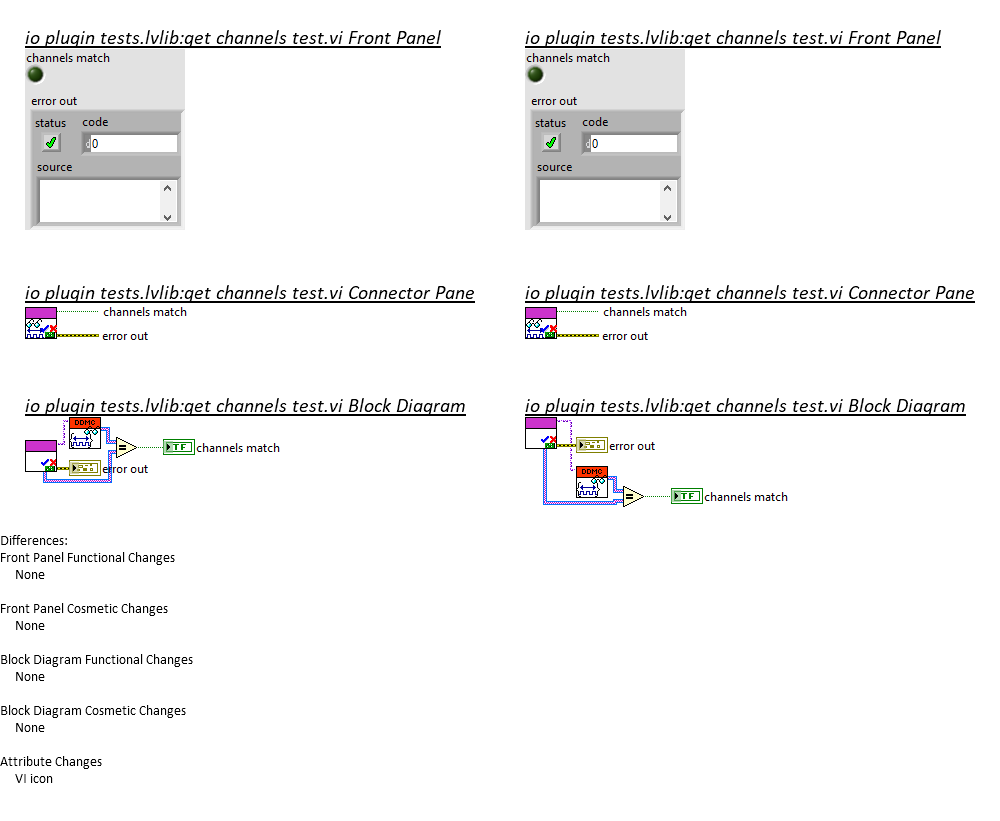 io plugin tests.lvlib:get channels test.vi Front Panel
channels match
error out
status code
0
source
io plugin tests.lvlib:get channels test.vi Connector Pane
channels match
error out
io plugin tests.lvlib:get channels test.vi Block Diagram
DDMC
=
TF channels match
error out
io plugin tests.lvlib:get channels test.vi Front Panel
channels match
error out
status code
0
source
io plugin tests.lvlib:get channels test.vi Connector Pane
channels match
error out
io plugin tests.lvlib:get channels test.vi Block Diagram
error out
DDMC
=
TF channels match
Differences:
Front Panel Functional Changes
None
Front Panel Cosmetic Changes
None
Block Diagram Functional Changes
None
Block Diagram Cosmetic Changes
None
Attribute Changes
VI icon